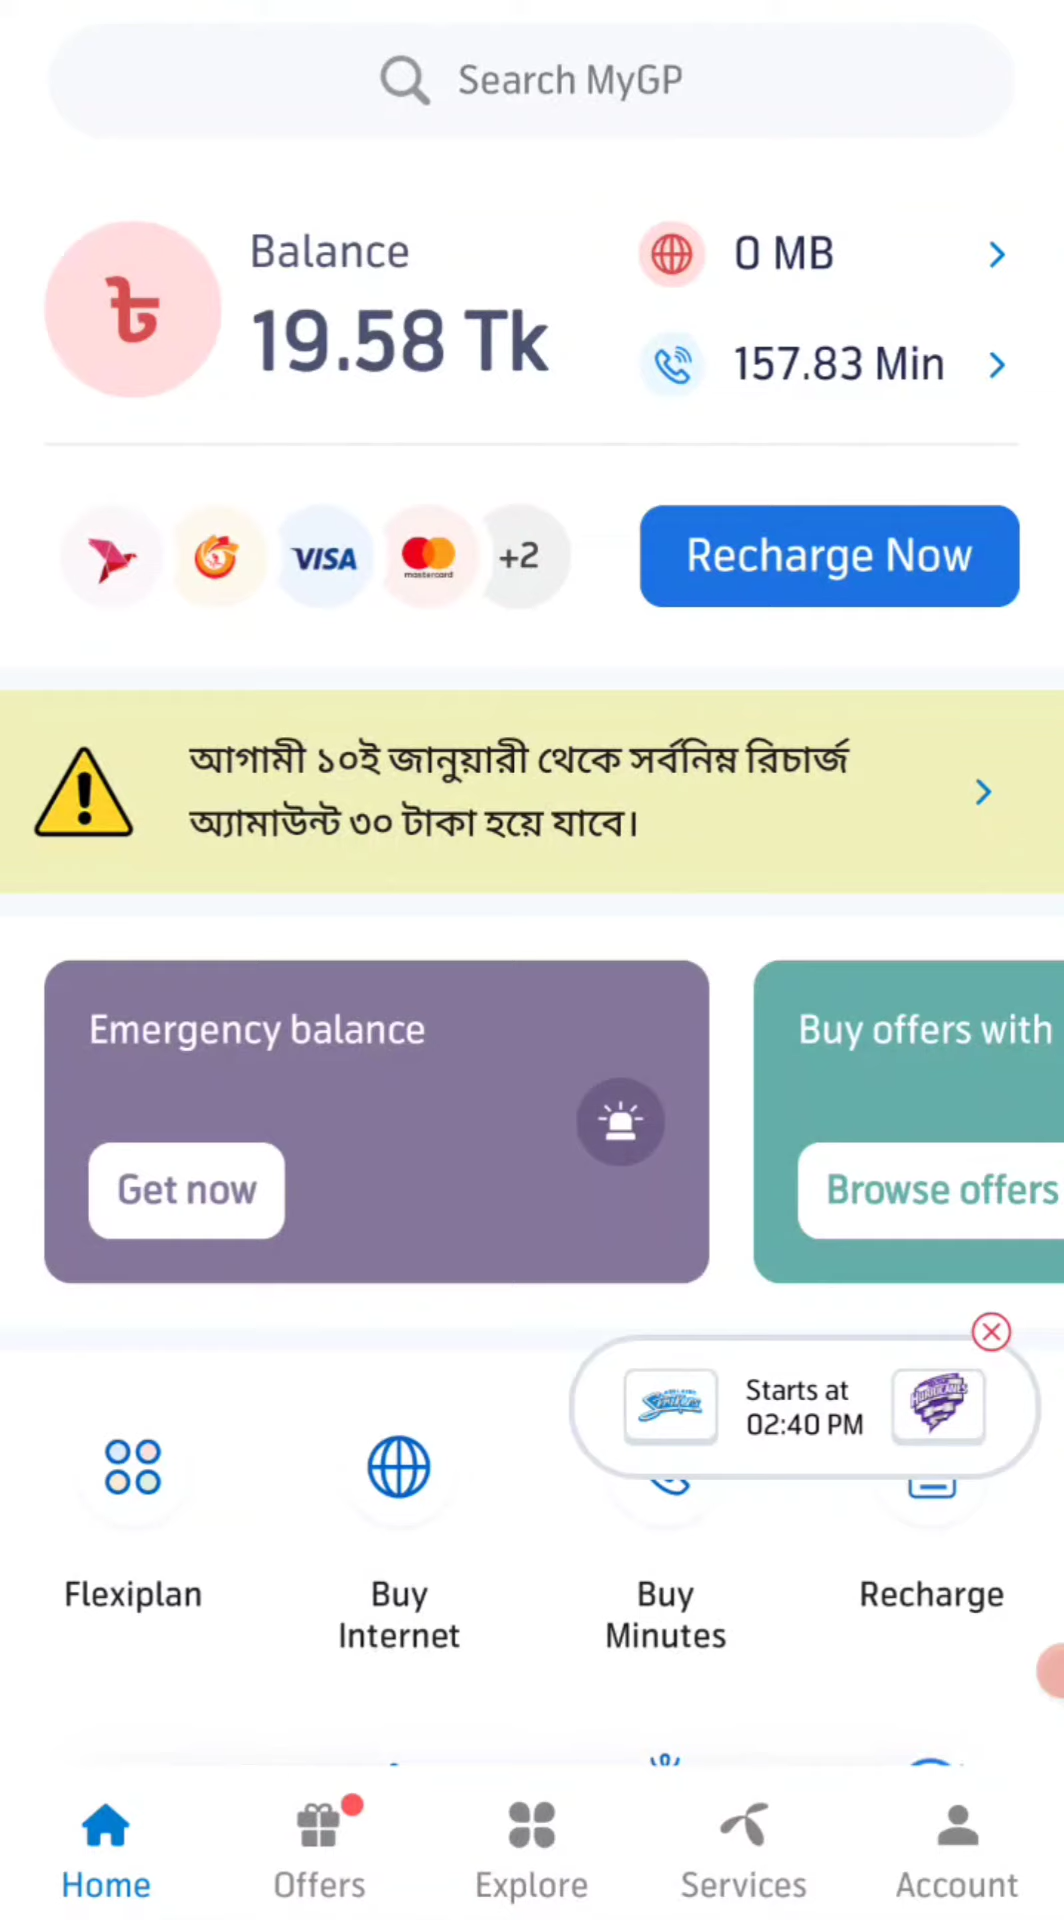 Search MyGP
Balance
19.58 Tk
0 MB
157.83 Min
৳
VISA
mastercard
+2
Recharge Now
আগামী ১০ই জানুয়ারী থেকে সর্বনিম্ন রিচার্জ
অ্যামাউন্ট ৩০ টাকা হয়ে যাবে।
Emergency balance
Get now
Buy offers with
Browse offers
Starts at
02:40 PM
HURRICANES
Flexiplan
Buy
Internet
Buy
Minutes
Recharge
Home
Offers
Explore
Services
Account